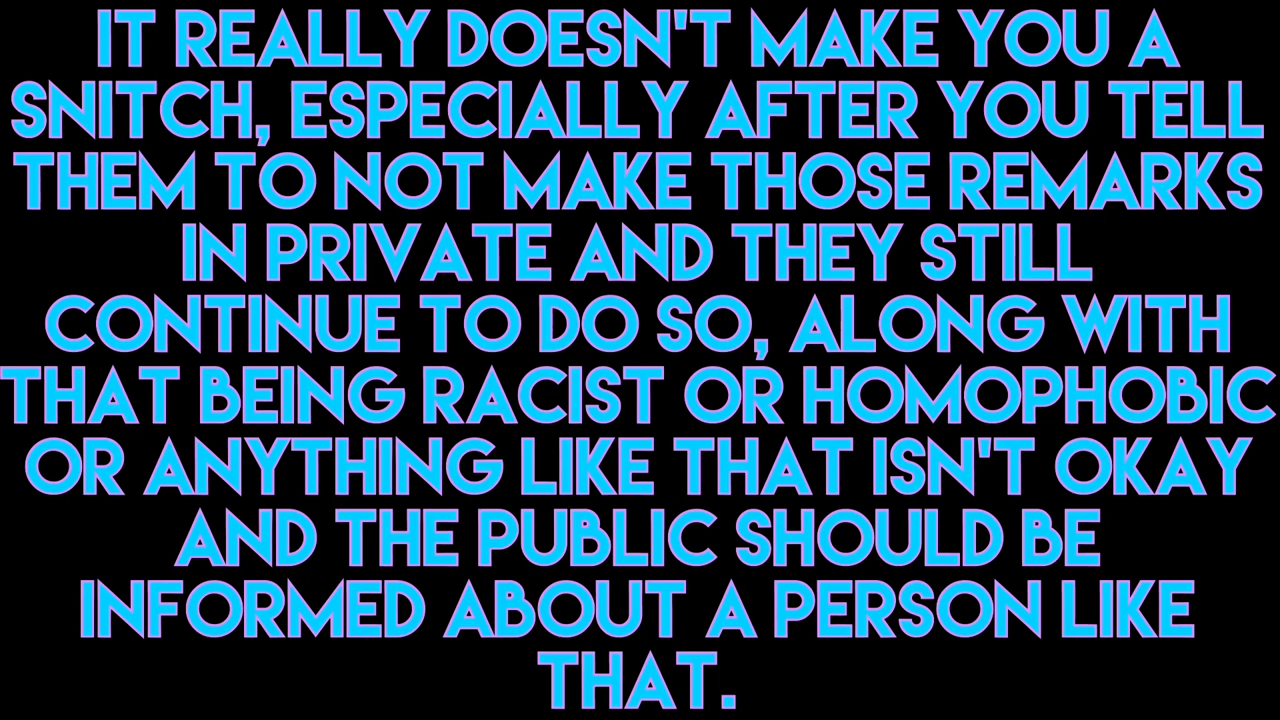 IT REALLY DOESN'T MAKE YOU A
SNITCH, ESPECIALLY AFTER YOU TELL
THEM TO NOT MAKE THOSE REMARKS
IN PRIVATE AND THEY STILL
CONTINUE TO DO SO, ALONG WITH
THAT BEING RACIST OR HOMOPHOBIC
OR ANYTHING LIKE THAT ISN'T OKAY
AND THE PUBLIC SHOULD BE
INFORMED ABOUT A PERSON LIKE
THAT.